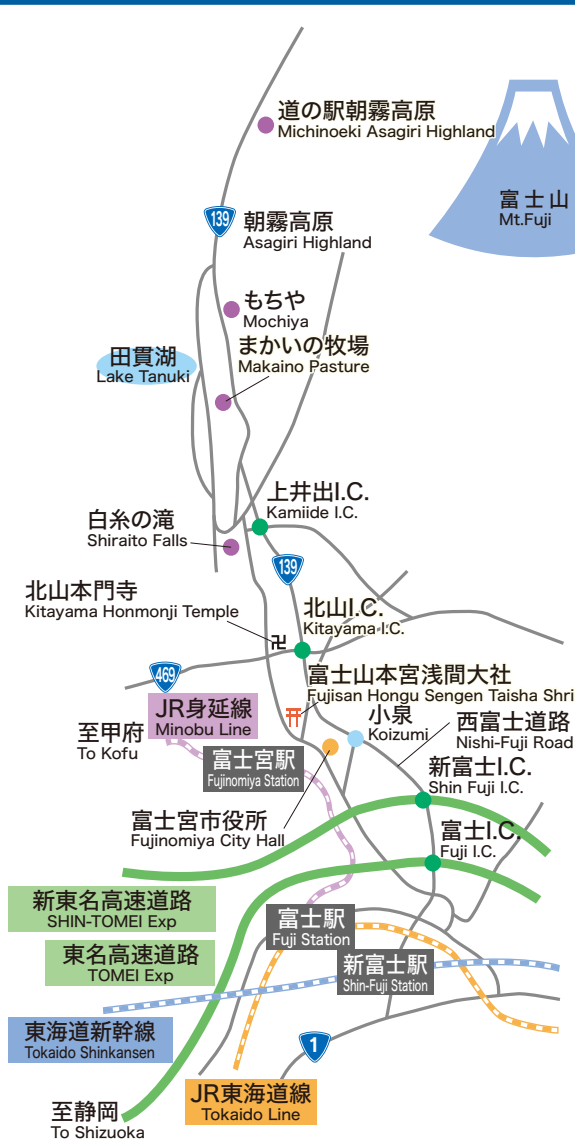 道の駅朝霧高原
Michinoeki Asagiri Highland
富士山
Mt.Fuji
139
朝霧高原
Asagiri Highland
もちや
Mochiya
まかいの牧場
Makaino Pasture
田貫湖
Lake Tanuki
上井出I.C.
Kamiide I.C.
白糸の滝
Shiraito Falls
139
北山本門寺
Kitayama Honmonji Temple
卍
北山I.C.
Kitayama I.C.
469
富士山本宮浅間大社
Fujisan Hongu Sengen Taisha Shri
JR身延線
Minobu Line
小泉
Koizumi
西富士道路
Nishi-Fuji Road
至甲府
To Kofu
富士宮駅
Fujinomiya Station
新富士I.C.
Shin Fuji I.C.
富士宮市役所
Fujinomiya City Hall
富士I.C.
Fuji I.C.
新東名高速道路
SHIN-TOMEI Exp
富士駅
Fuji Station
東名高速道路
TOMEI Exp
新富士駅
Shin-Fuji Station
東海道新幹線
Tokaido Shinkansen
1
JR東海道線
Tokaido Line
至静岡
To Shizuoka